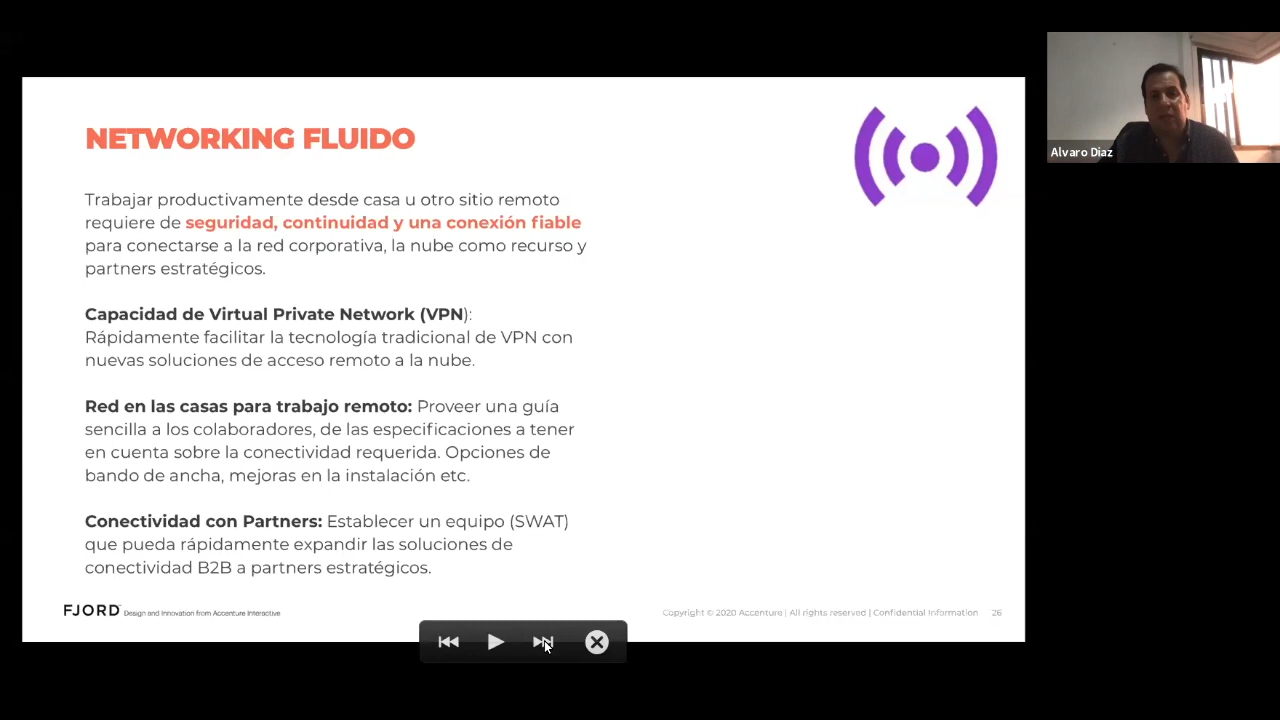 NETWORKING FLUIDO
Trabajar productivamente desde casa u otro sitio remoto
requiere de seguridad, continuidad y una conexión fiable
para conectarse a la red corporativa, la nube como recurso y
partners estratégicos.
Capacidad de Virtual Private Network (VPN):
Rápidamente facilitar la tecnología tradicional de VPN con
nuevas soluciones de acceso remoto a la nube.
Red en las casas para trabajo remoto: Proveer una guía
sencilla a los colaboradores, de las especificaciones a tener
en cuenta sobre la conectividad requerida. Opciones de
bando de ancha, mejoras en la instalación etc.
Conectividad con Partners: Establecer un equipo (SWAT)
que pueda rápidamente expandir las soluciones de
conectividad B2B a partners estratégicos.
FJORD Design and Innovation from Accenture Interactive
Copyright © 2020 Accenture | All rights reserved | Confidential Information 26
Alvaro Diaz